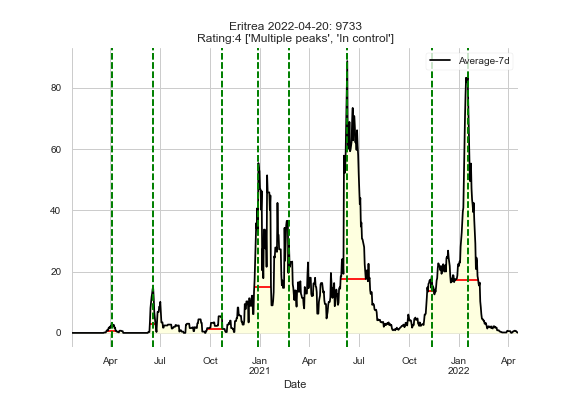 Eritrea 2022-04-20: 9733
Rating:4 ['Multiple peaks', 'In control']
Average-7d
80
60
40
20
0
Apr Jul Oct Jan Apr Jul Oct Jan Apr
2021 2022
Date